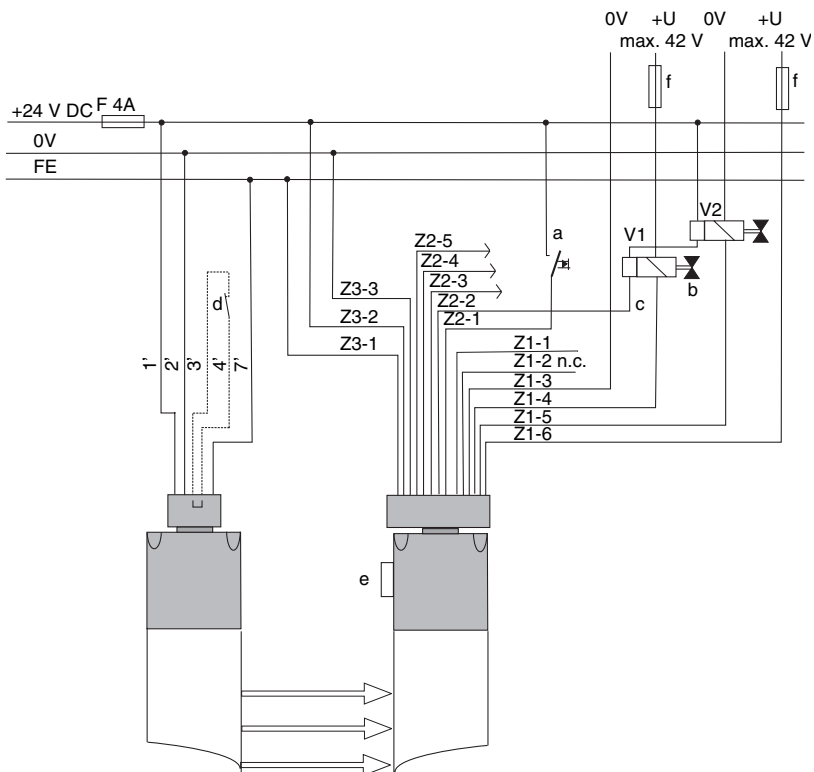 0V +U 0V +U
max. 42 V max. 42 V
f f
+24 V DC F 4A
0V
FE
V2
a V1
Z2-5
Z2-4
Z2-3
d Z3-3 Z2-2 c b
Z3-2 Z2-1
Z3-1 Z1-1
1' 2' 3' 4' 7'
Z1-2 n.c.
Z1-3
Z1-4
Z1-5
Z1-6
e